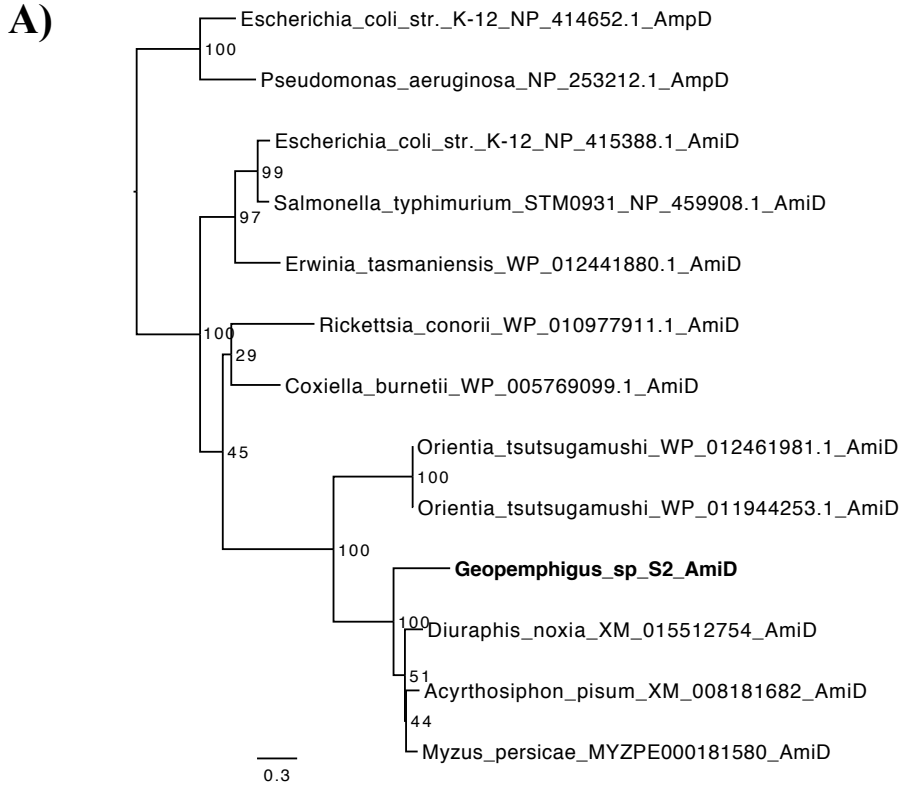 A)
Escherichia_coli_str._K-12_NP_414652.1_AmpD
100
Pseudomonas_aeruginosa_NP_253212.1_AmpD
Escherichia_coli_str._K-12_NP_415388.1_AmiD
99
Salmonella_typhimurium_STM0931_NP_459908.1_AmiD
97
Erwinia_tasmaniensis_WP_012441880.1_AmiD
Rickettsia_conorii_WP_010977911.1_AmiD
100
29
Coxiella_burnetii_WP_005769099.1_AmiD
Orientia_tsutsugamushi_WP_012461981.1_AmiD
45
100
Orientia_tsutsugamushi_WP_011944253.1_AmiD
100
Geopemphigus_sp_S2_AmiD
100
Diuraphis_noxia_XM_015512754_AmiD
51
Acyrthosiphon_pisum_XM_008181682_AmiD
44
Myzus_persicae_MYZPE000181580_AmiD
0.3